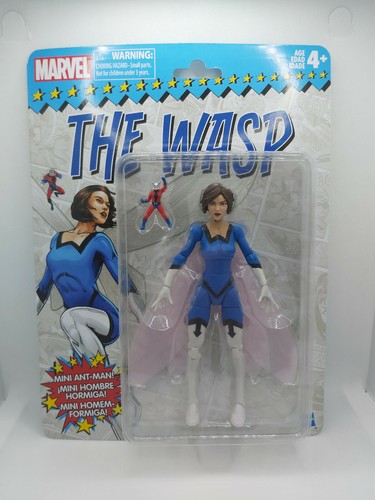 MARVEL
WARNING:
CHOKING HAZARD - Small parts.
Not for children under 3 years.
AGE
EDAD
IDADE
4+
THE WASP
MINI ANT-MAN!
¡MINI HOMBRE
HORMIGA!
MINI HOMEM-
FORMIGA!